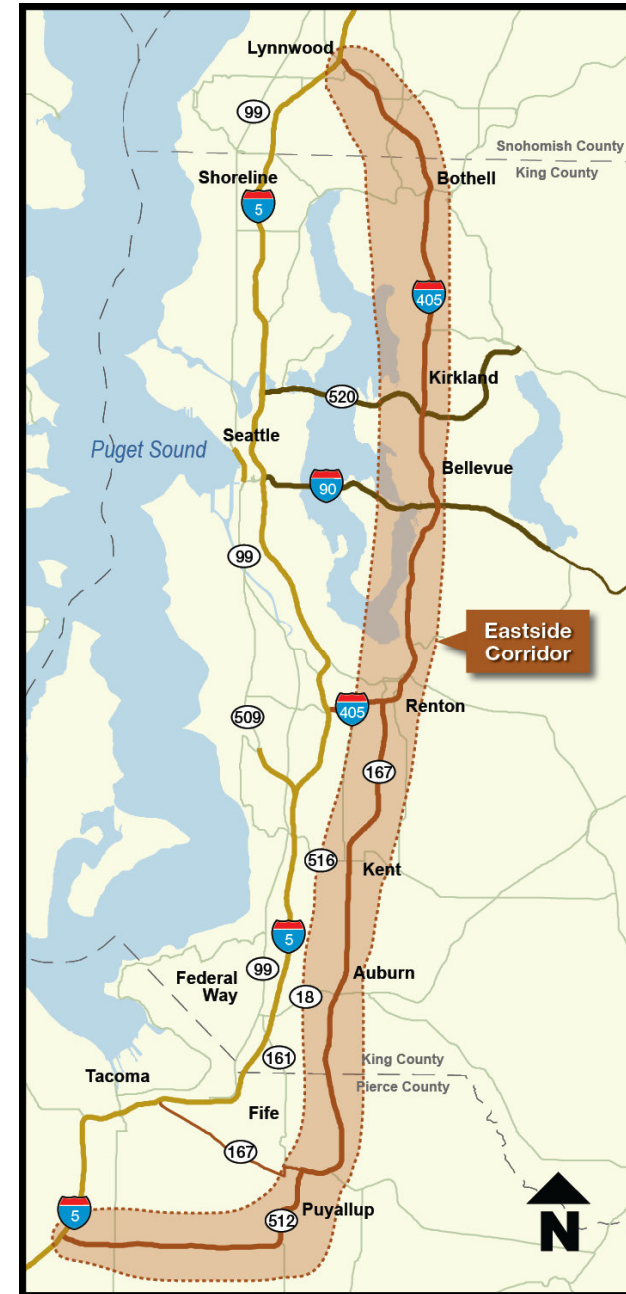 Lynnwood
99
Snohomish County
King County
Shoreline
Bothell
5
405
Kirkland
520
Seattle
Puget Sound
Bellevue
90
99
Eastside
Corridor
405
Renton
509
167
516
Kent
5
99
Federal
Way
Auburn
18
161
King County
Pierce County
Tacoma
Fife
167
Puyallup
5
512
N